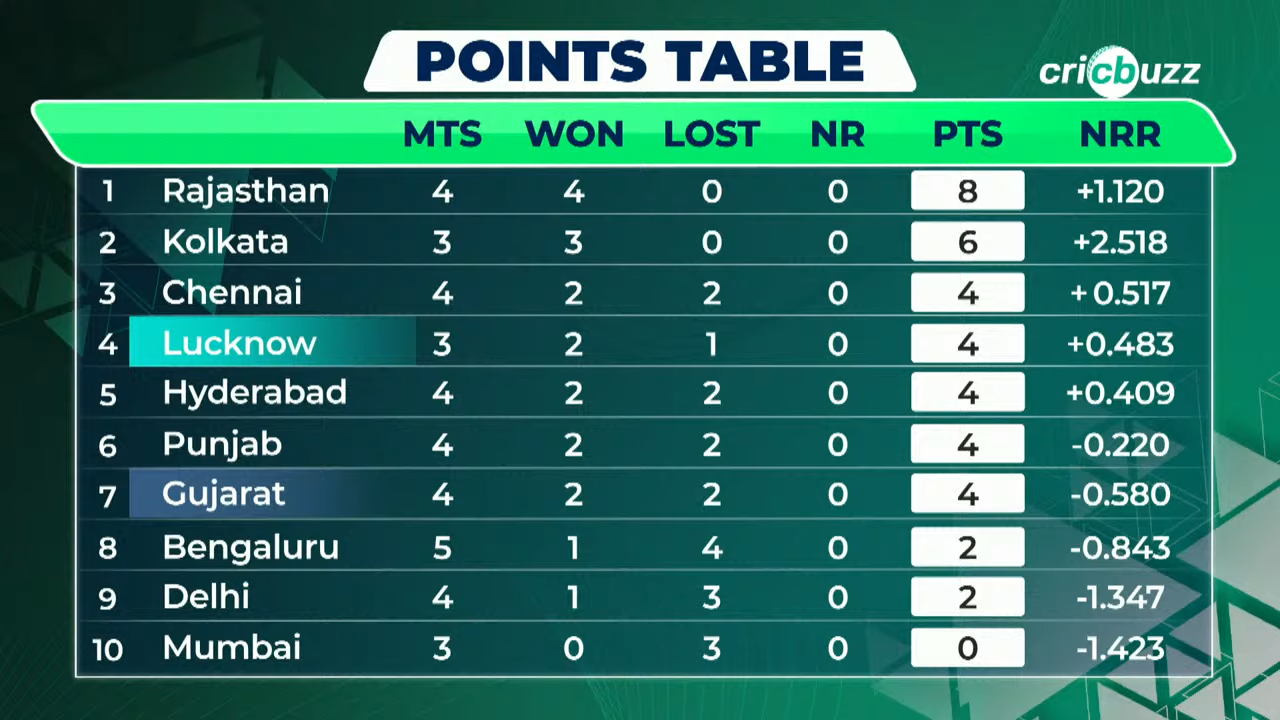 POINTS TABLE
cricbuzz
MTS WON LOST NR PTS NRR
1 Rajasthan 4 4 0 0 8 +1.120
2 Kolkata 3 3 0 0 6 +2.518
3 Chennai 4 2 2 0 4 +0.517
4 Lucknow 3 2 1 0 4 +0.483
5 Hyderabad 4 2 2 0 4 +0.409
6 Punjab 4 2 2 0 4 -0.220
7 Gujarat 4 2 2 0 4 -0.580
8 Bengaluru 5 1 4 0 2 -0.843
9 Delhi 4 1 3 0 2 -1.347
10 Mumbai 3 0 3 0 0 -1.423